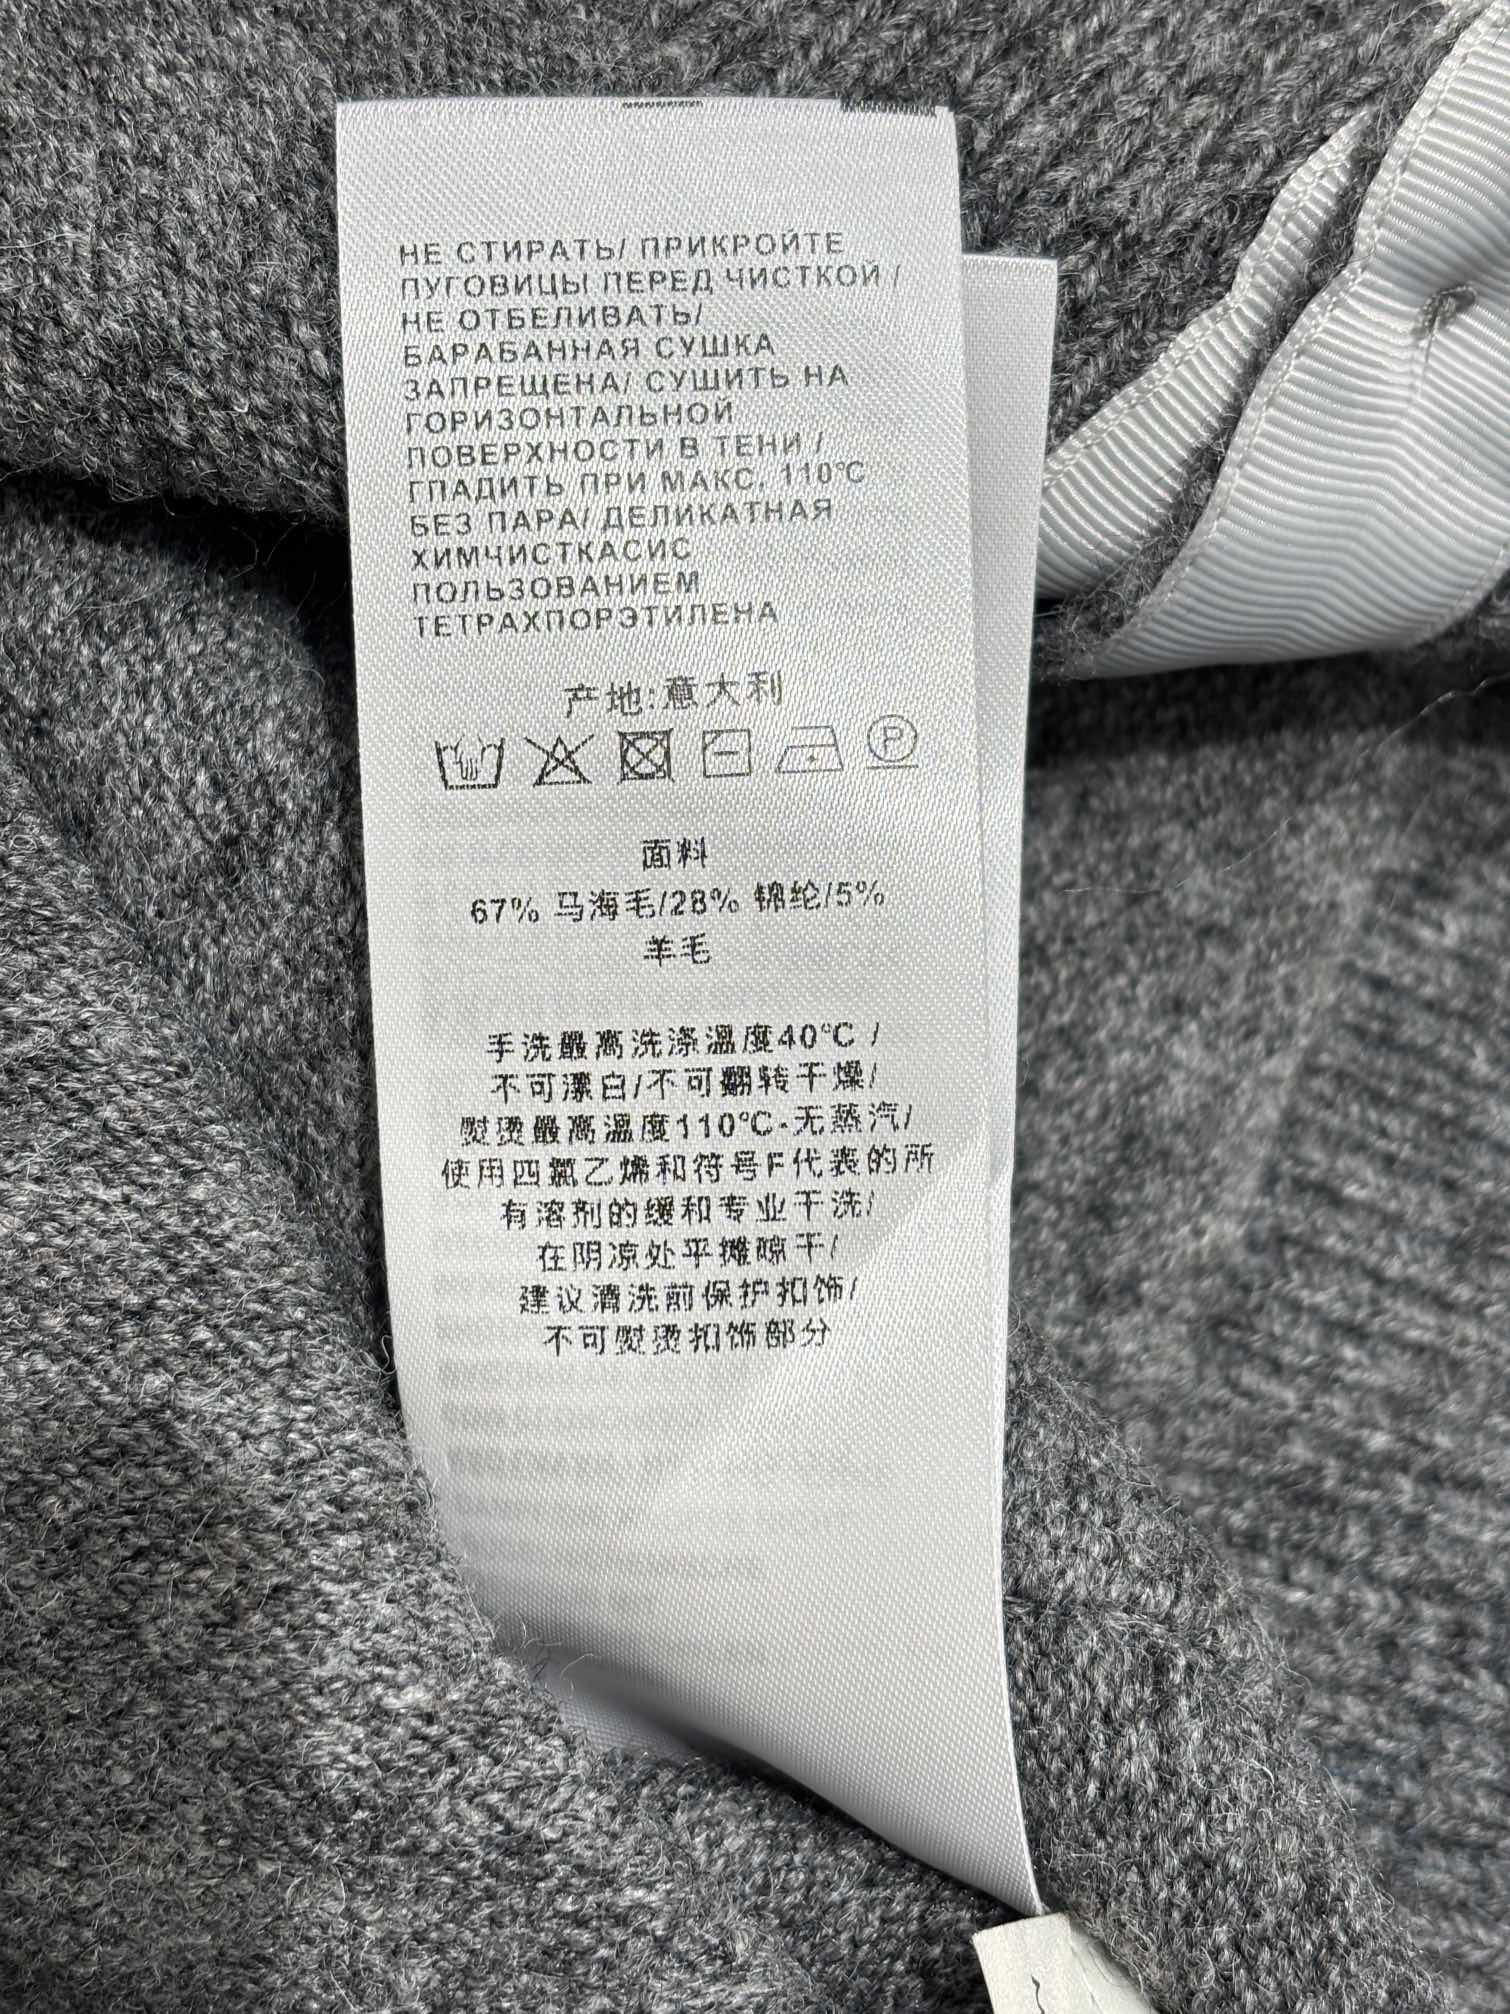 НЕ СТИРАТЬ/ ПРИКРОЙТЕ
ПУГОВИЦЫ ПЕРЕД ЧИСТКОЙ /
НЕ ОТБЕЛИВАТЬ/
БАРАБАННАЯ СУШКА
ЗАПРЕЩЕНА/ СУШИТЬ НА
ГОРИЗОНТАЛЬНОЙ
ПОВЕРХНОСТИ В ТЕНИ /
ГЛАДИТЬ ПРИ МАКС. 110°C
БЕЗ ПАРА/ ДЕЛИКАТНАЯ
ХИМЧИСТКАСИС
ПОЛЬЗОВАНИЕМ
ТЕТРАХПОРЭТИЛЕНА
产地:意大利
P
面料
67% 马海毛/28% 锦纶/5%
羊毛
手洗最高洗涤温度40°C /
不可漂白/不可翻转干燥/
熨烫最高温度110°C-无蒸汽/
使用四氯乙烯和符号F代表的所
有溶剂的缓和专业干洗/
在阴凉处平摊晾干/
建议清洗前保护扣饰/
不可熨烫扣饰部分